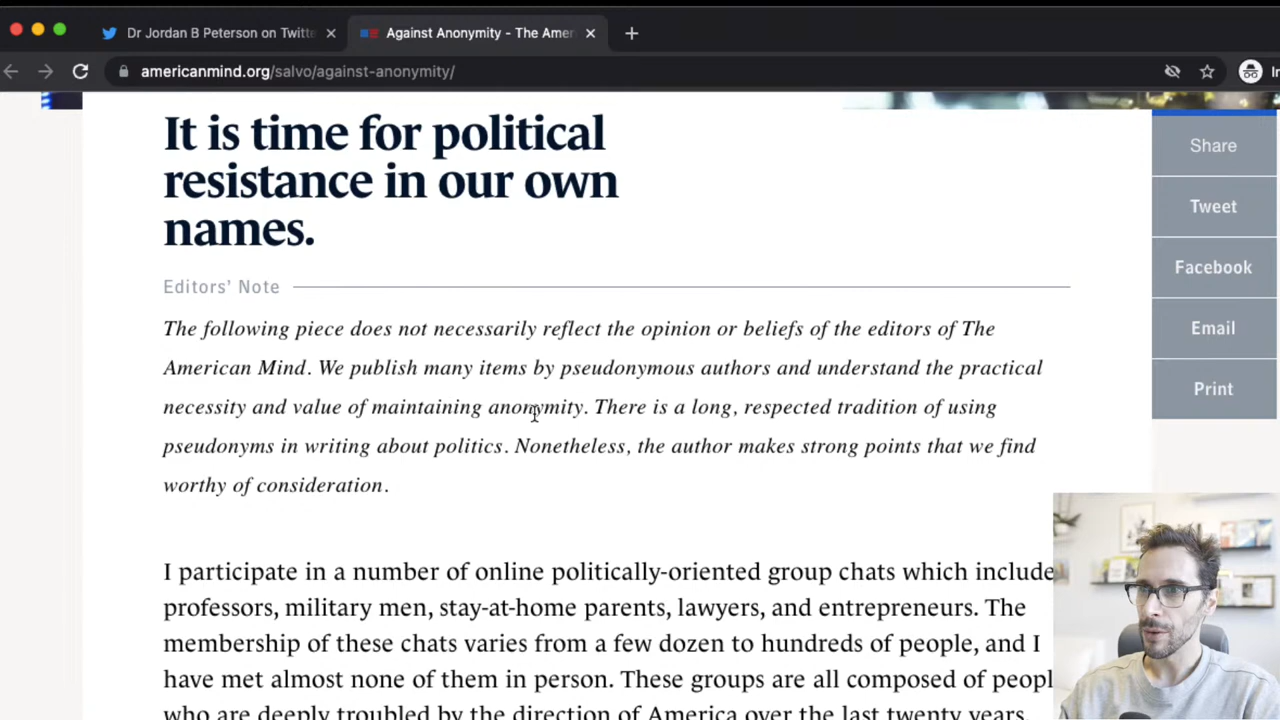 Dr Jordan B Peterson on Twitte
Against Anonymity - The Amer
americanmind.org/salvo/against-anonymity/
It is time for political
resistance in our own
names.
Editors' Note
The following piece does not necessarily reflect the opinion or beliefs of the editors of The
American Mind. We publish many items by pseudonymous authors and understand the practical
necessity and value of maintaining anonymity. There is a long, respected tradition of using
pseudonyms in writing about politics. Nonetheless, the author makes strong points that we find
worthy of consideration.
I participate in a number of online politically-oriented group chats which include
professors, military men, stay-at-home parents, lawyers, and entrepreneurs. The
membership of these chats varies from a few dozen to hundreds of people, and I
have met almost none of them in person. These groups are all composed of peopl
who are deeply troubled by the direction of America over the last twenty years.
Share
Tweet
Facebook
Email
Print